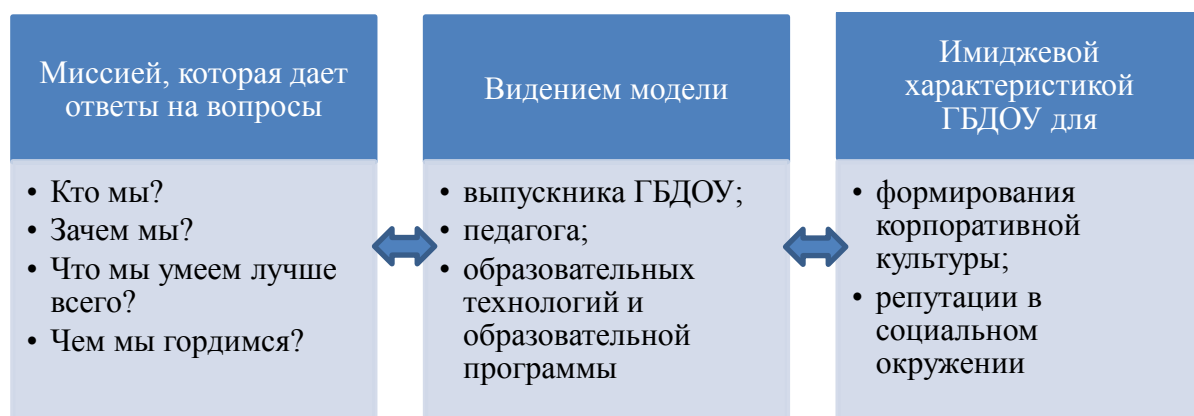 Миссией, которая дает
ответы на вопросы
• Кто мы?
• Зачем мы?
• Что мы умеем лучше
всего?
• Чем мы гордимся?
Видением модели
• выпускника ГБДОУ;
• педагога;
• образовательных
технологий и
образовательной
программы
Имиджевой
характеристикой
ГБДОУ для
• формирования
корпоративной
культуры;
• репутации в
социальном
окружении